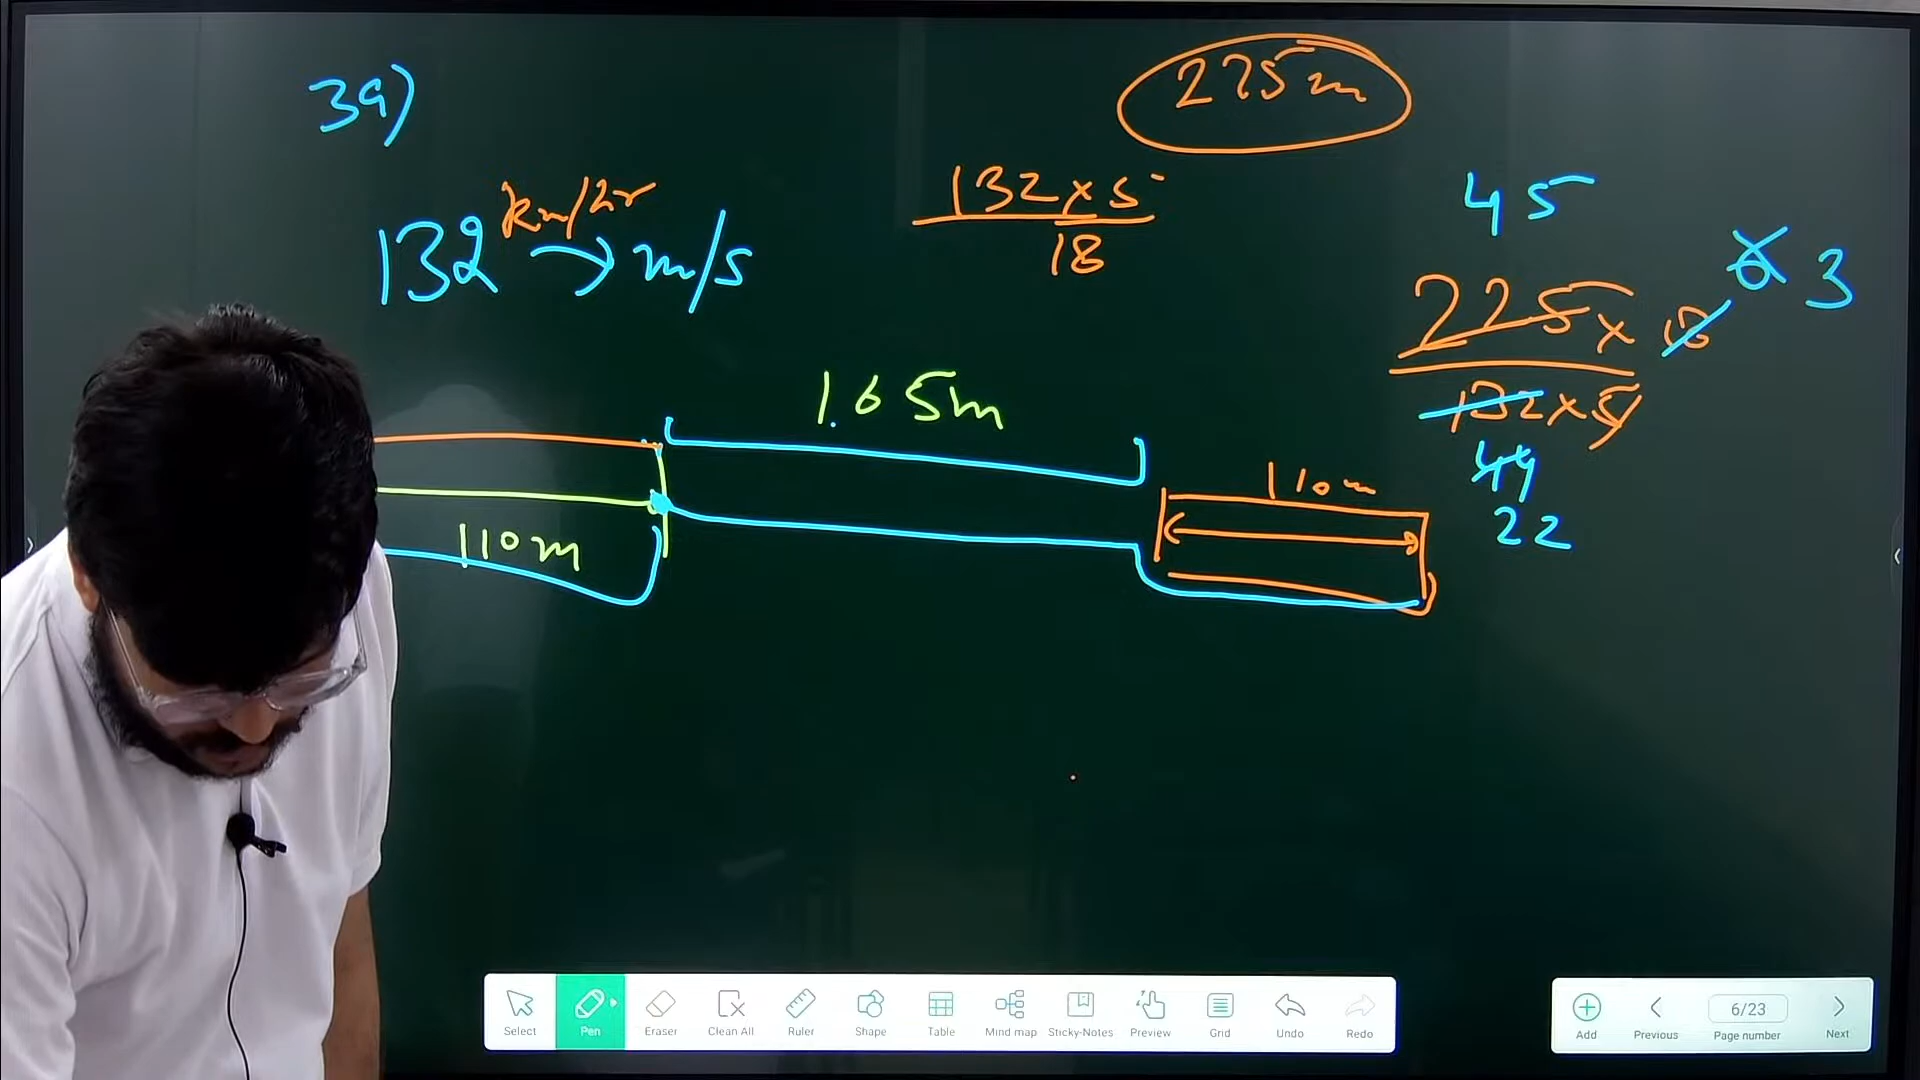 39)
275m
132 km/hr → m/s
132 x 5
18
45
225 x 18
6 3
132 x 5
44
22
165m
110m
110m
Select
Pen
Eraser
Clean All
Ruler
Shape
Table
Mind map
Sticky-Notes
Preview
Grid
Undo
Redo
Add
Previous
6/23
Page number
Next